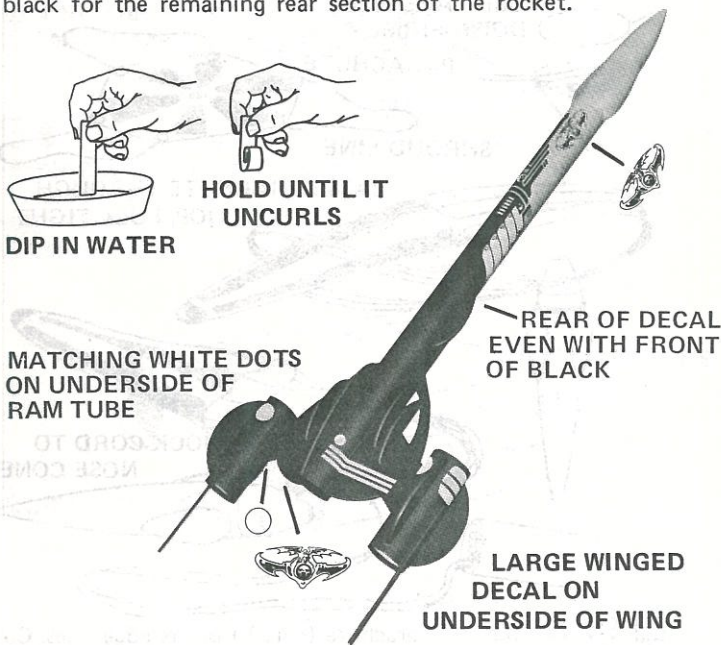 black for the remaining rear section of the rocket.
HOLD UNTIL IT
UNCURLS
DIP IN WATER
REAR OF DECAL
EVEN WITH FRONT
OF BLACK
MATCHING WHITE DOTS
ON UNDERSIDE OF
RAM TUBE
LARGE WINGED
DECAL ON
UNDERSIDE OF WING